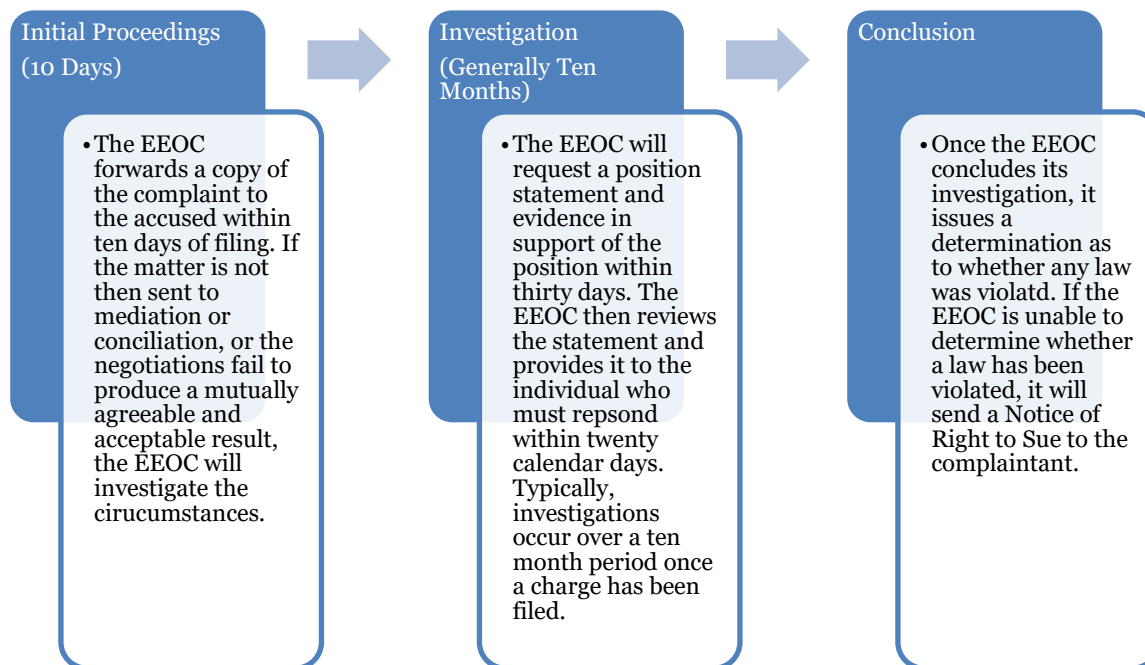 Initial Proceedings
(10 Days)
•The EEOC
forwards a copy of
the complaint to
the accused within
ten days of filing. If
the matter is not
then sent to
mediation or
conciliation, or the
negotiations fail to
produce a mutually
agreeable and
acceptable result,
the EEOC will
investigate the
cirucumstances.
Investigation
(Generally Ten
Months)
•The EEOC will
request a position
statement and
evidence in
support of the
position within
thirty days. The
EEOC then reviews
the statement and
provides it to the
individual who
must repsond
within twenty
calendar days.
Typically,
investigations
occur over a ten
month period once
a charge has been
filed.
Conclusion
•Once the EEOC
concludes its
investigation, it
issues a
determination as
to whether any law
was violatd. If the
EEOC is unable to
determine whether
a law has been
violated, it will
send a Notice of
Right to Sue to the
complaintant.